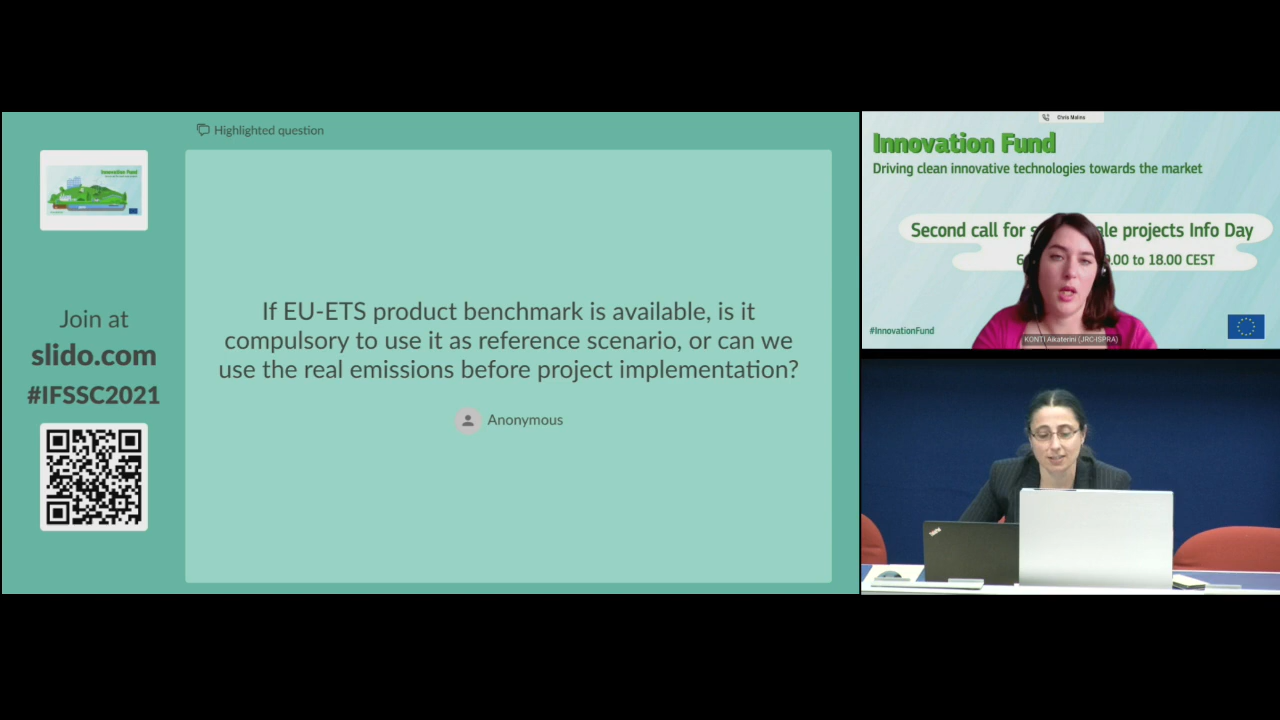 Highlighted question
Join at
slido.com
#IFSSC2021
If EU-ETS product benchmark is available, is it
compulsory to use it as reference scenario, or can we
use the real emissions before project implementation?
Anonymous
Chris Matins
Innovation Fund
Driving clean innovative technologies towards the market
Second call for s ale projects Info Day
6 .00 to 18.00 CEST
#InnovationFund
KONTI Aikaterini (JRC-ISPRA)